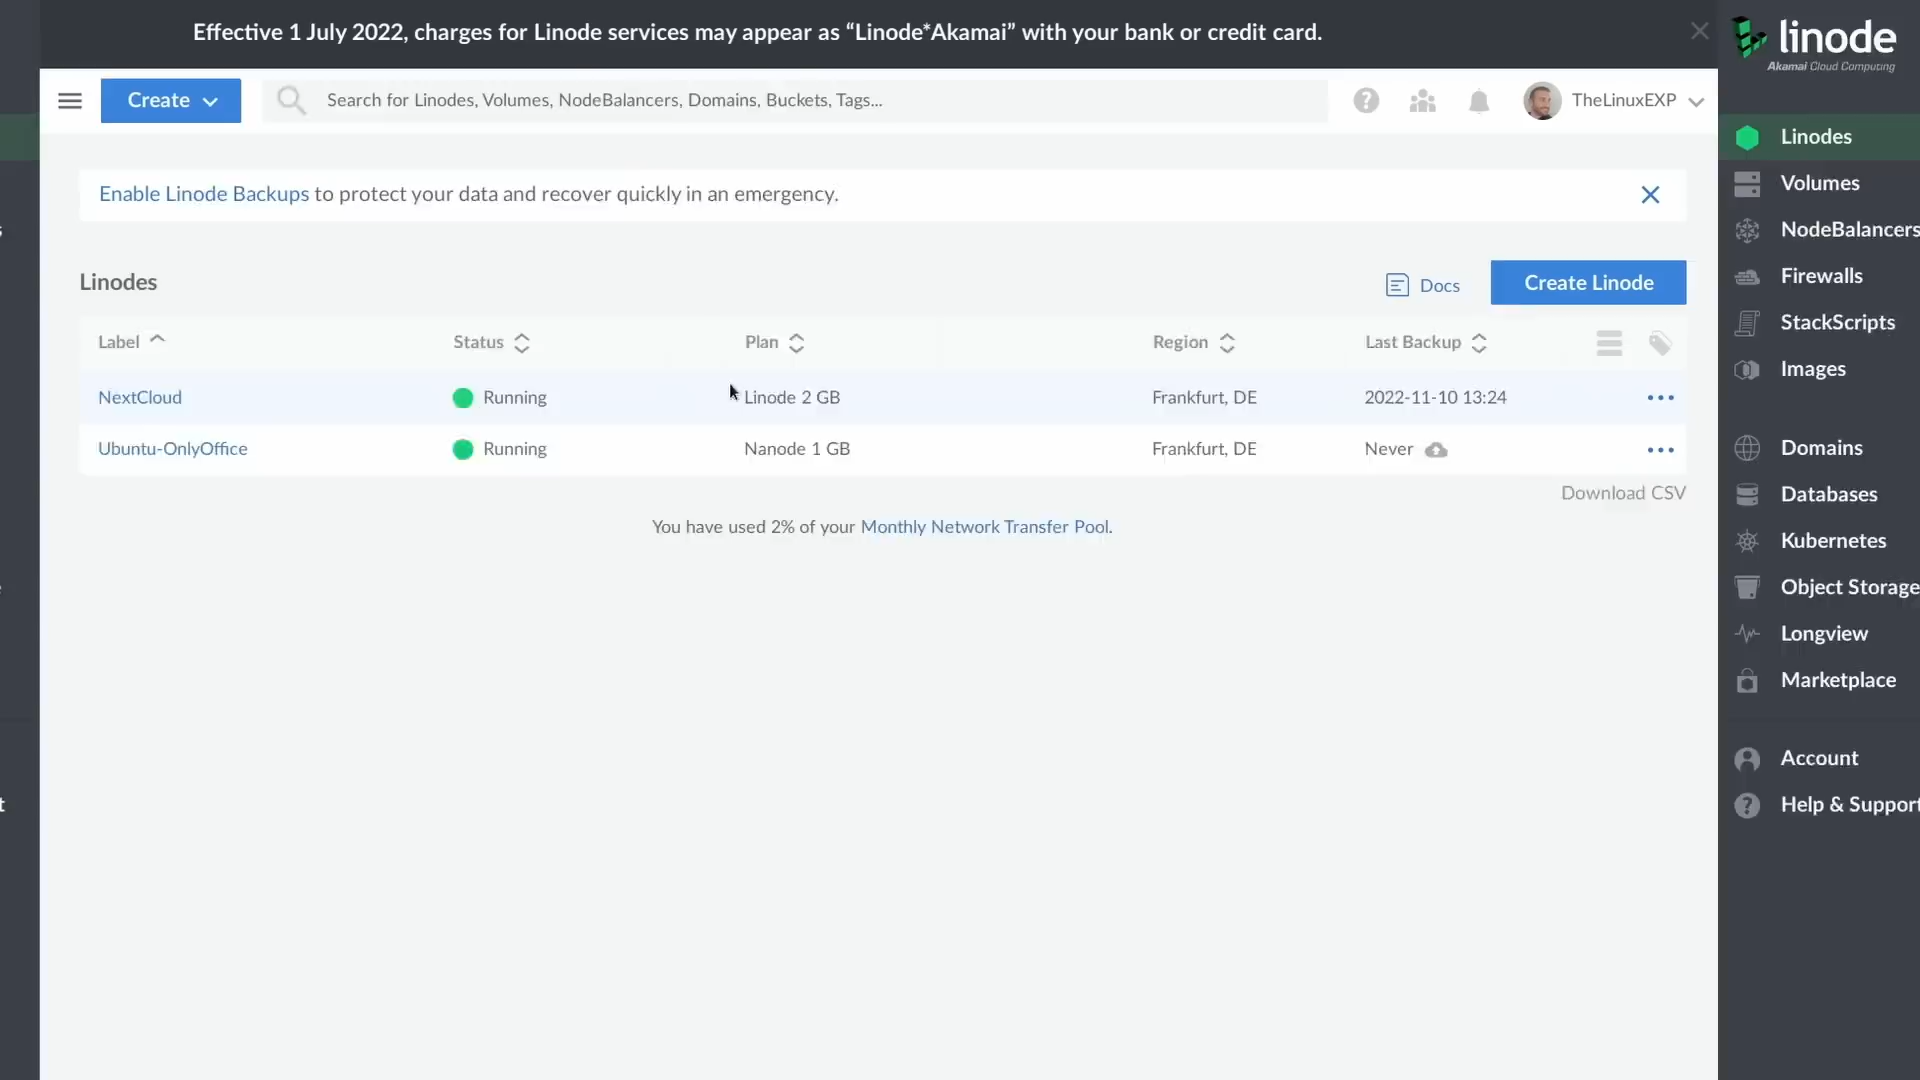 Effective 1 July 2022, charges for Linode services may appear as “Linode*Akamai” with your bank or credit card.
linode
Akamai Cloud Computing
Create
Search for Linodes, Volumes, NodeBalancers, Domains, Buckets, Tags...
TheLinuxEXP
Enable Linode Backups to protect your data and recover quickly in an emergency.
Linodes
Docs
Create Linode
Label Status Plan Region Last Backup
NextCloud Running Linode 2 GB Frankfurt, DE 2022-11-10 13:24
Ubuntu-OnlyOffice Running Nanode 1 GB Frankfurt, DE Never
Download CSV
You have used 2% of your Monthly Network Transfer Pool.
Linodes
Volumes
NodeBalancers
Firewalls
StackScripts
Images
Domains
Databases
Kubernetes
Object Storage
Longview
Marketplace
Account
Help & Support